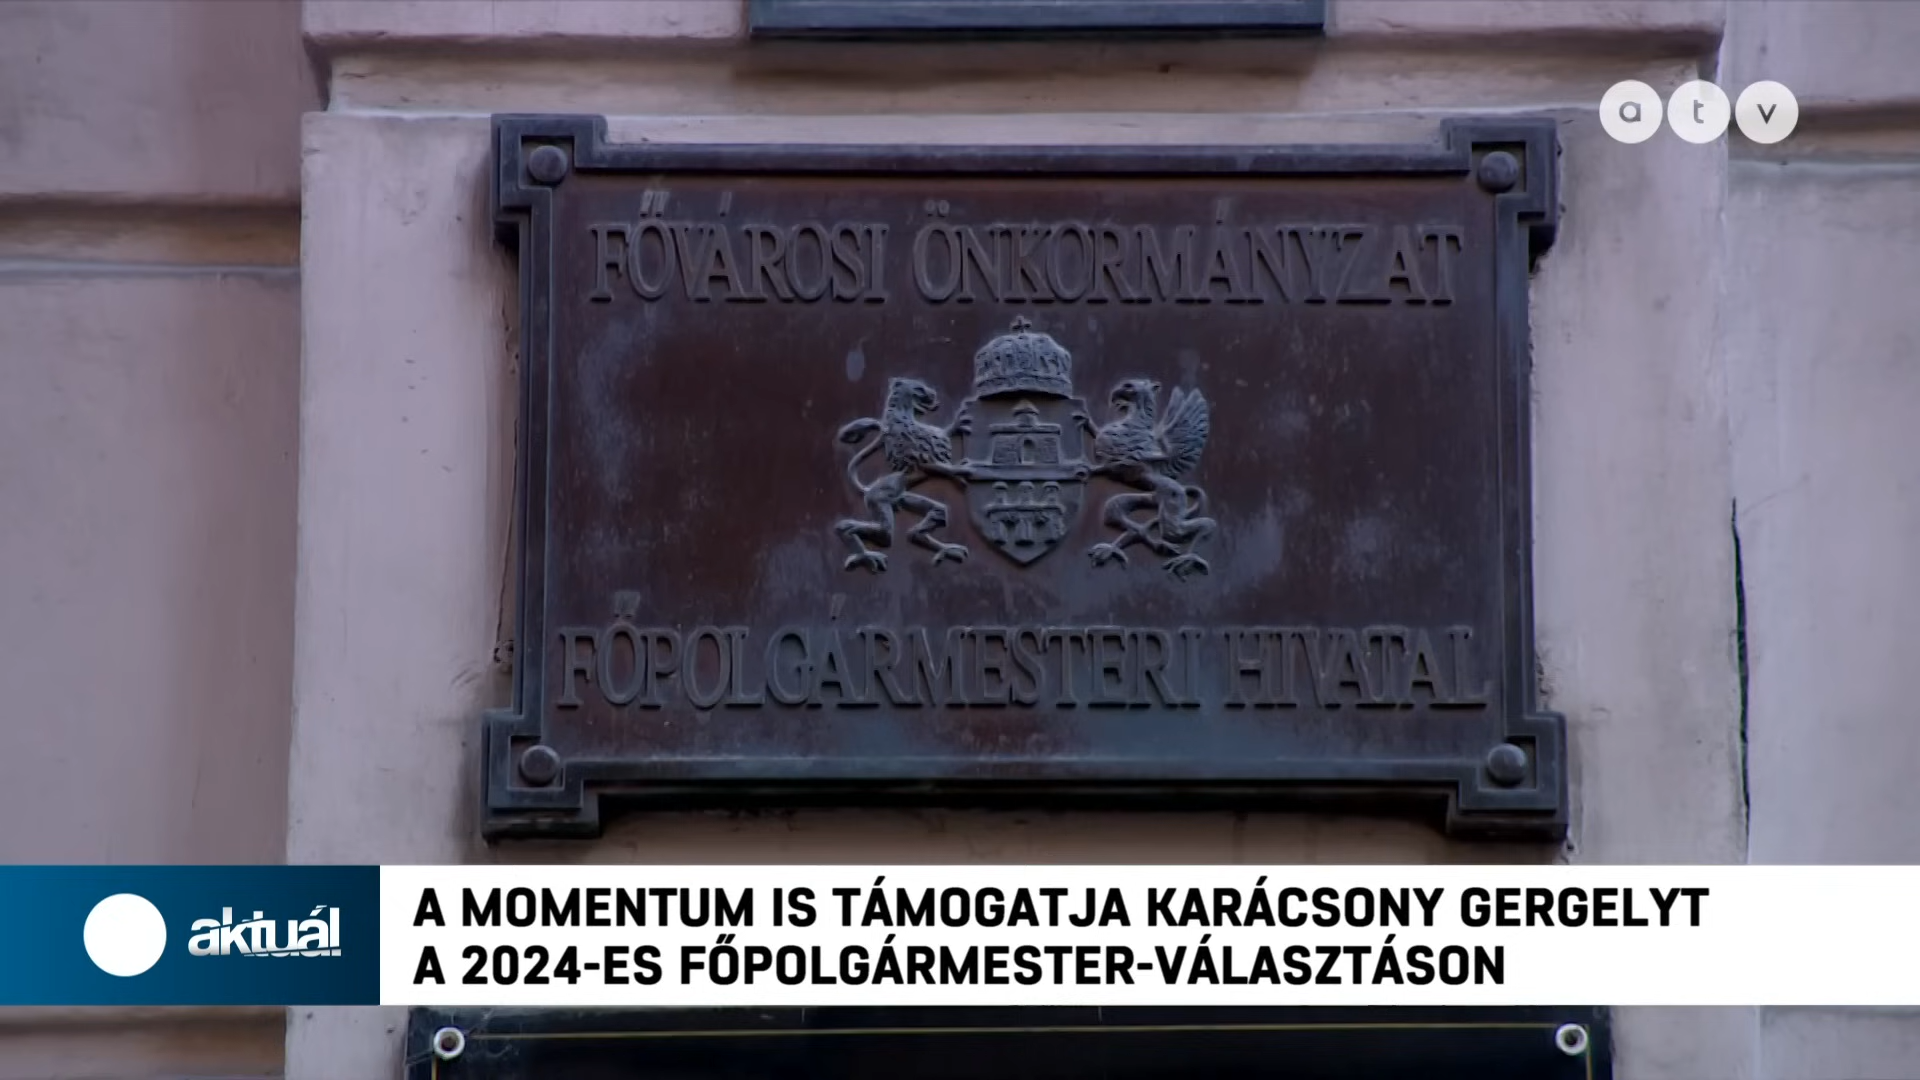 atv
FŐVÁROSI ÖNKORMÁNYZAT
FŐPOLGÁRMESTERI HIVATAL
aktuál
A MOMENTUM IS TÁMOGATJA KARÁCSONY GERGELYT
A 2024-ES FŐPOLGÁRMESTER-VÁLASZTÁSON